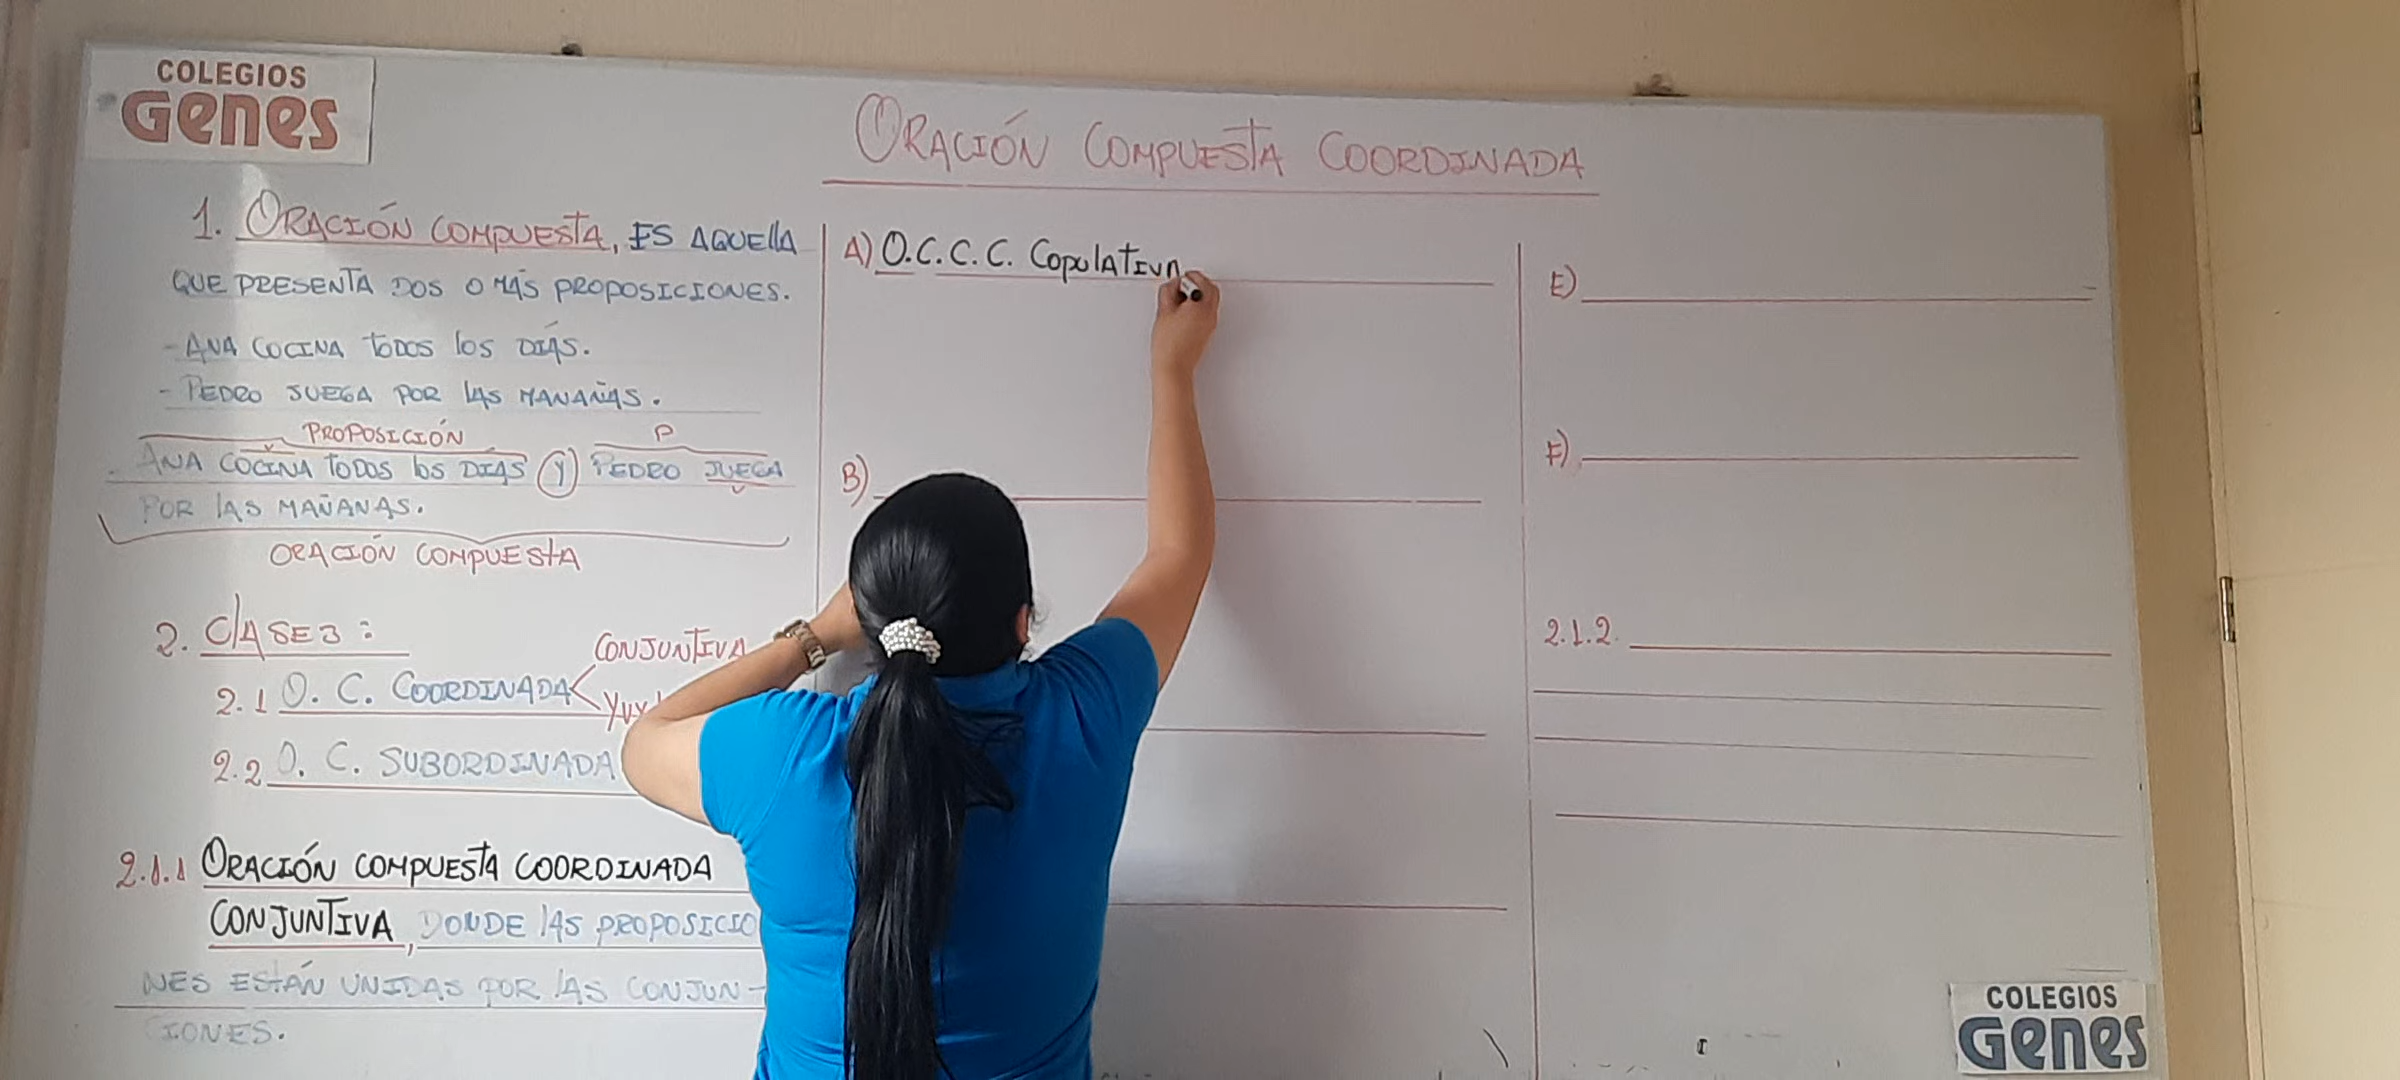 COLEGIOS
Genes
ORACIÓN COMPUESTA COORDINADA
1. ORACIÓN COMPUESTA, ES AQUELLA
QUE PRESENTA DOS O MÁS PROPOSICIONES.
- ANA COCINA TODOS LOS DÍAS.
- PEDRO JUEGA POR LAS MANAÑAS.
PROPOSICIÓN P
- ANA COCINA TODOS LOS DÍAS Y PEDRO JUEGA
V V
POR LAS MAÑANAS.
ORACIÓN COMPUESTA
2. CLASES:
CONJUNTIVA
2.1 O. C. COORDINADA
2.2 O. C. SUBORDINADA
2.1.1 ORACIÓN COMPUESTA COORDINADA
CONJUNTIVA, DONDE LAS PROPOSICIO
NES ESTÁN UNIDAS POR LAS CONJUN-
CIONES.
A) O.C.C.C. Copulativa
B)
E)
F)
2.1.2.
COLEGIOS
Genes